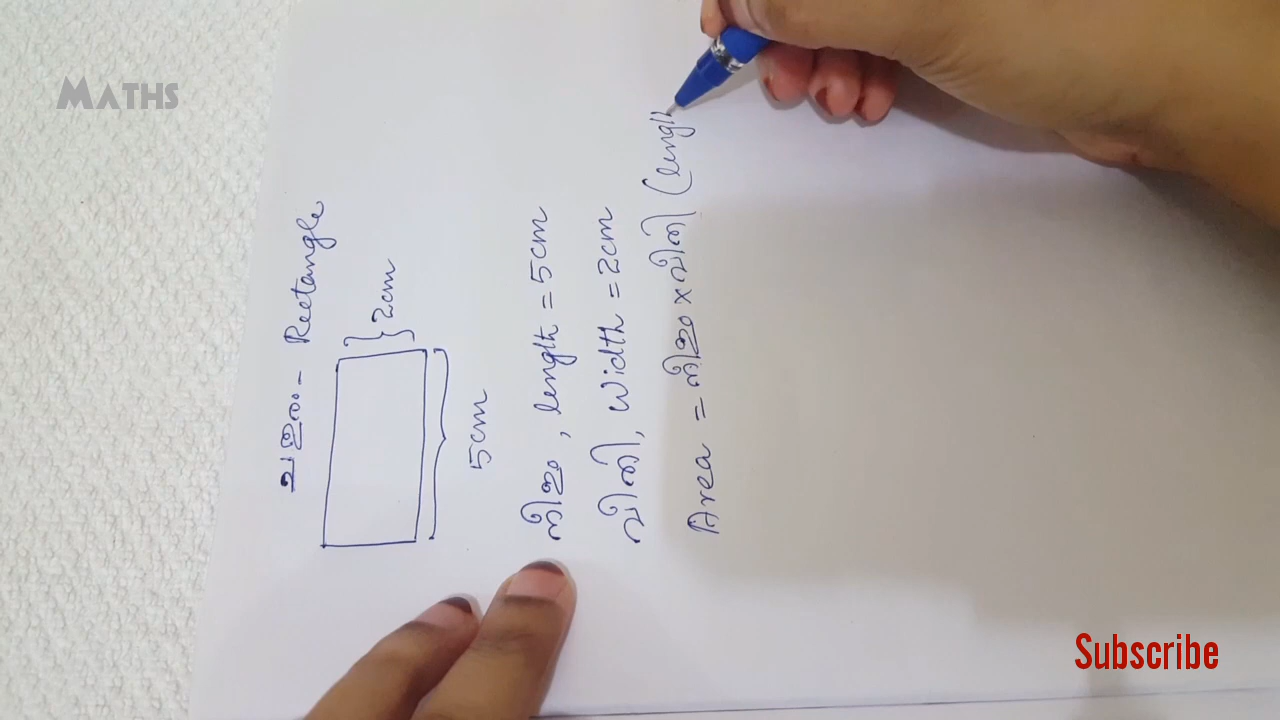 MATHS
ചതുരം - Rectangle
2cm
5cm
നീളം, length = 5cm
വീതി, width = 2cm
Area = നീളം x വീതി (length
Subscribe